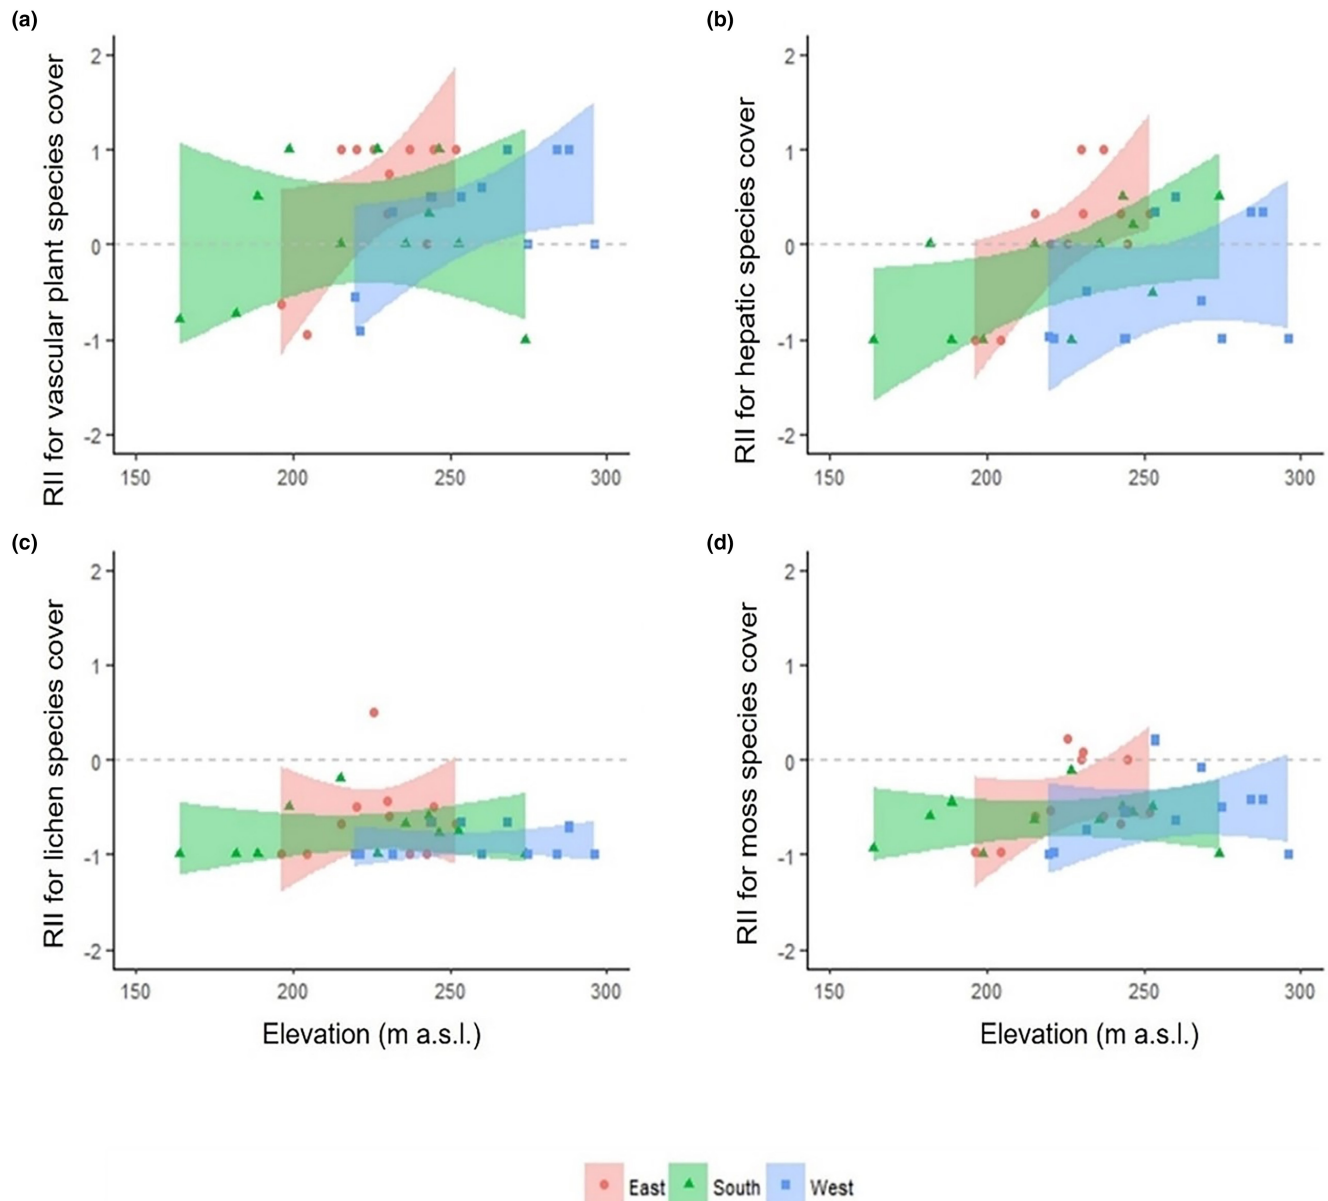 (a)
RII for vascular plant species cover
2
1
0
-1
-2
150 200 250 300
(b)
RII for hepatic species cover
2
1
0
-1
-2
150 200 250 300
(c)
RII for lichen species cover
2
1
0
-1
-2
150 200 250 300
Elevation (m a.s.l.)
(d)
RII for moss species cover
2
1
0
-1
-2
150 200 250 300
Elevation (m a.s.l.)
East South West